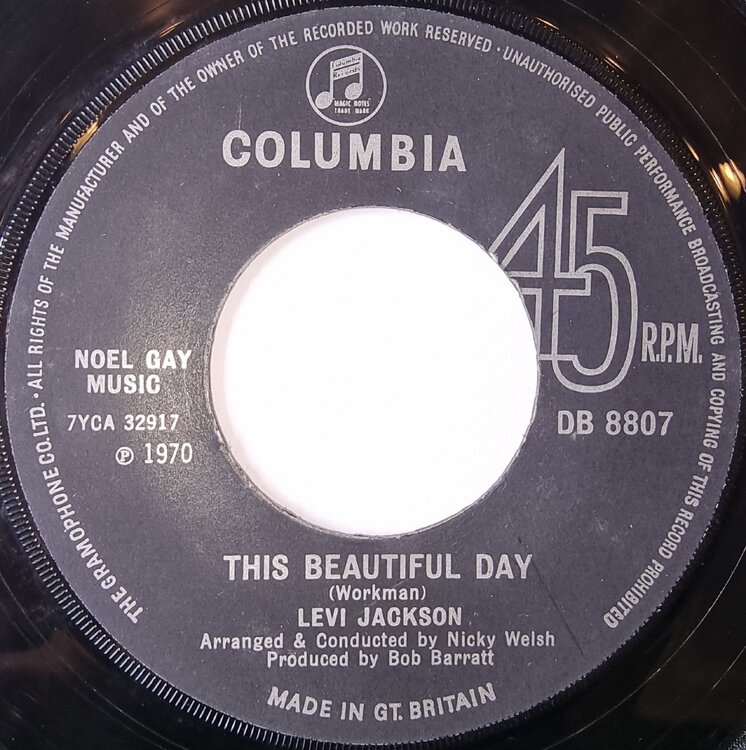 THE GRAMOPHONE CO. LTD. · ALL RIGHTS OF THE MANUFACTURER AND OF THE OWNER OF THE RECORDED WORK RESERVED · UNAUTHORISED PUBLIC PERFORMANCE BROADCASTING AND COPYING OF THIS RECORD PROHIBITED
Columbia
Records
MAGIC NOTES
TRADE MARK
COLUMBIA
45
R.P.M.
NOEL GAY
MUSIC
7YCA 32917
℗ 1970
DB 8807
THIS BEAUTIFUL DAY
(Workman)
LEVI JACKSON
Arranged & Conducted by Nicky Welsh
Produced by Bob Barratt
MADE IN GT. BRITAIN